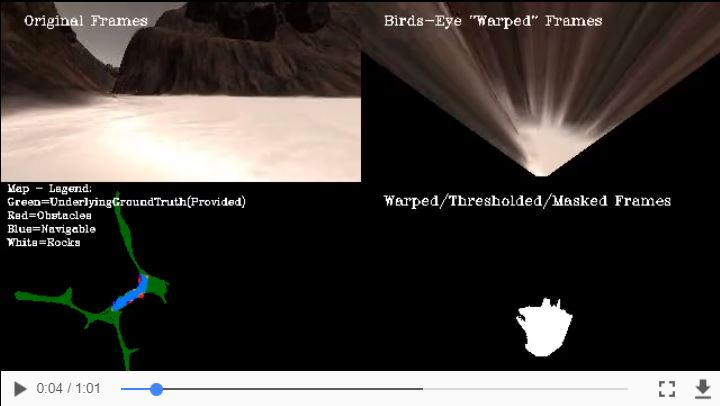 Original Frames
Birds-Eye "Warped" Frames
Map - Legend:
Green=UnderlyingGroundTruth(Provided)
Red=Obstacles
Blue=Navigable
White=Rocks
Warped/Thresholded/Masked Frames
0:04 / 1:01